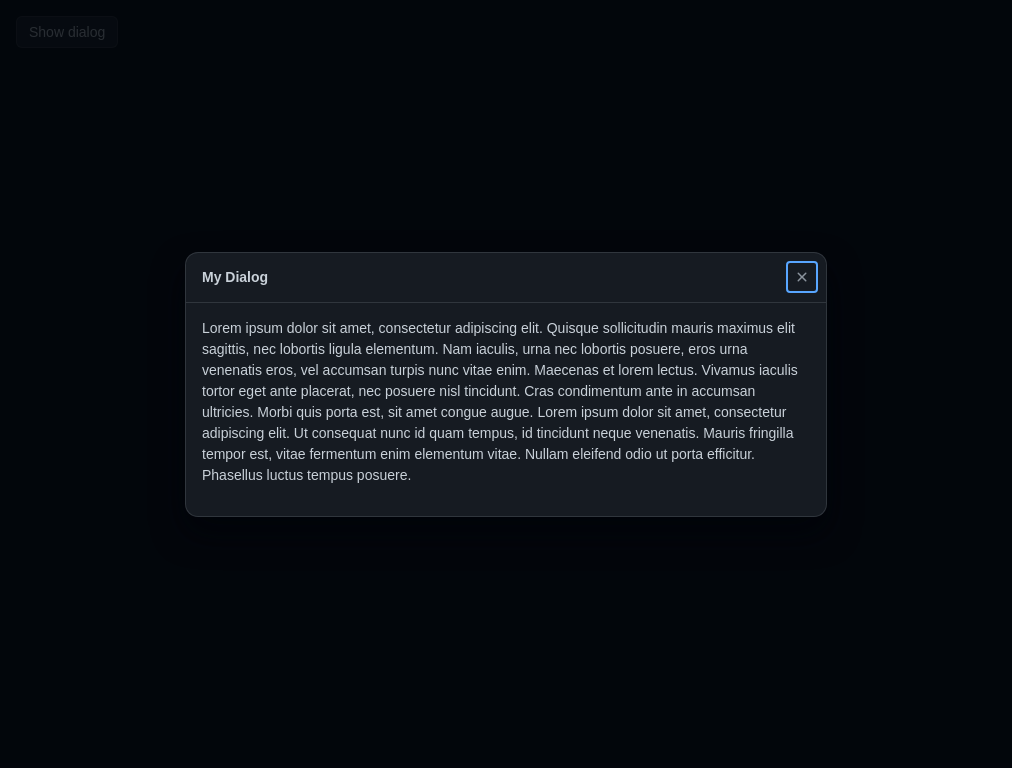 Show dialog
My Dialog
Lorem ipsum dolor sit amet, consectetur adipiscing elit. Quisque sollicitudin mauris maximus elit
sagittis, nec lobortis ligula elementum. Nam iaculis, urna nec lobortis posuere, eros urna
venenatis eros, vel accumsan turpis nunc vitae enim. Maecenas et lorem lectus. Vivamus iaculis
tortor eget ante placerat, nec posuere nisl tincidunt. Cras condimentum ante in accumsan
ultricies. Morbi quis porta est, sit amet congue augue. Lorem ipsum dolor sit amet, consectetur
adipiscing elit. Ut consequat nunc id quam tempus, id tincidunt neque venenatis. Mauris fringilla
tempor est, vitae fermentum enim elementum vitae. Nullam eleifend odio ut porta efficitur.
Phasellus luctus tempus posuere.